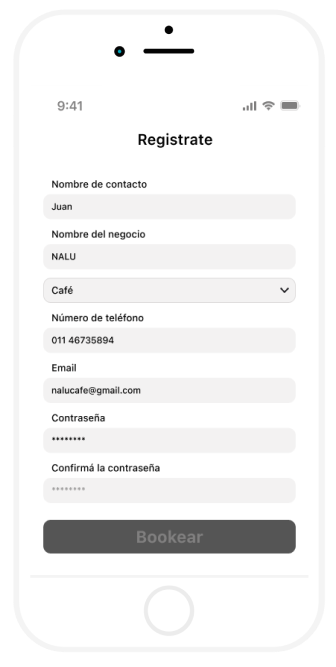 9:41
Registrate
Nombre de contacto
Juan
Nombre del negocio
NALU
Café
Número de teléfono
011 46735894
Email
nalucafe@gmail.com
Contraseña
********
Confirmá la contraseña
********
Bookear